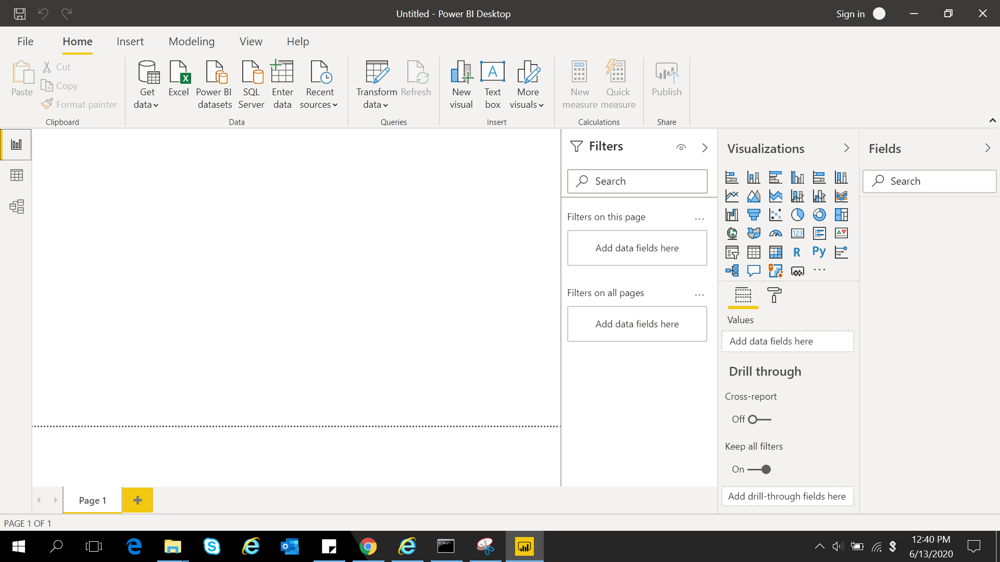 Untitled - Power BI Desktop
Sign in
File Home Insert Modeling View Help
Paste
Cut
Copy
Format painter
Clipboard
Get data
Excel
Power BI datasets
SQL Server
Enter data
Recent sources
Data
Transform data
Refresh
Queries
New visual
A
Text box
More visuals
Insert
New measure
Quick measure
Calculations
Publish
Share
Filters
Search
Filters on this page ...
Add data fields here
Filters on all pages ...
Add data fields here
Visualizations
123
R
Py
...
Values
Add data fields here
Drill through
Cross-report
Off
Keep all filters
On
Add drill-through fields here
Fields
Search
Page 1
PAGE 1 OF 1
12:40 PM
6/13/2020